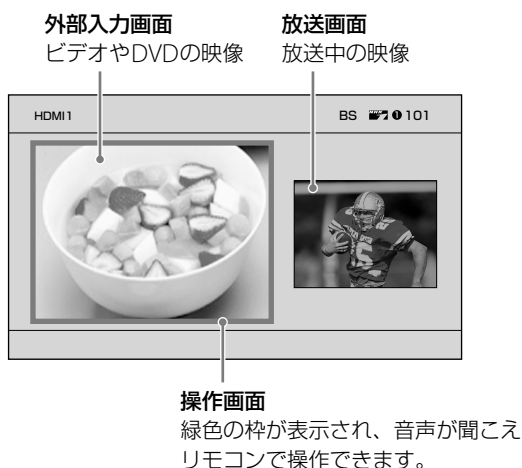 外部入力画面
ビデオやDVDの映像
放送画面
放送中の映像
HDMI1
BS ❶101
操作画面
緑色の枠が表示され、音声が聞こえ
リモコンで操作できます。